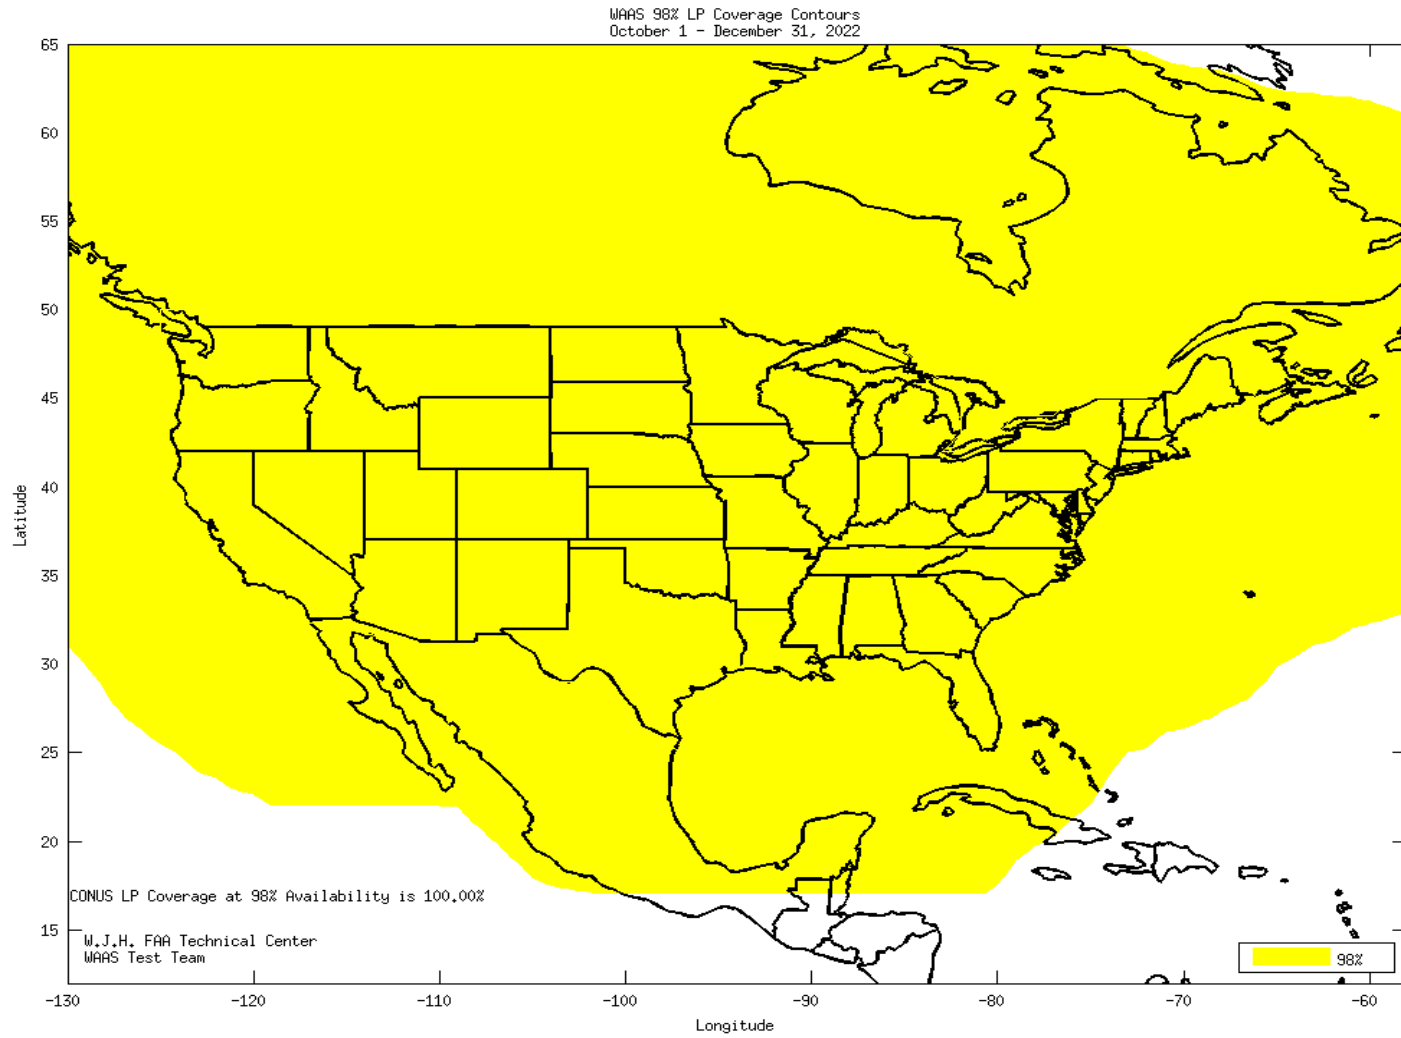 WAAS 98% LP Coverage Contours
October 1 - December 31, 2022
65
60
55
50
45
40
35
30
25
20
15
Latitude
CONUS LP Coverage at 98% Availability is 100.00%
W.J.H. FAA Technical Center
WAAS Test Team
98%
-130 -120 -110 -100 -90 -80 -70 -60
Longitude